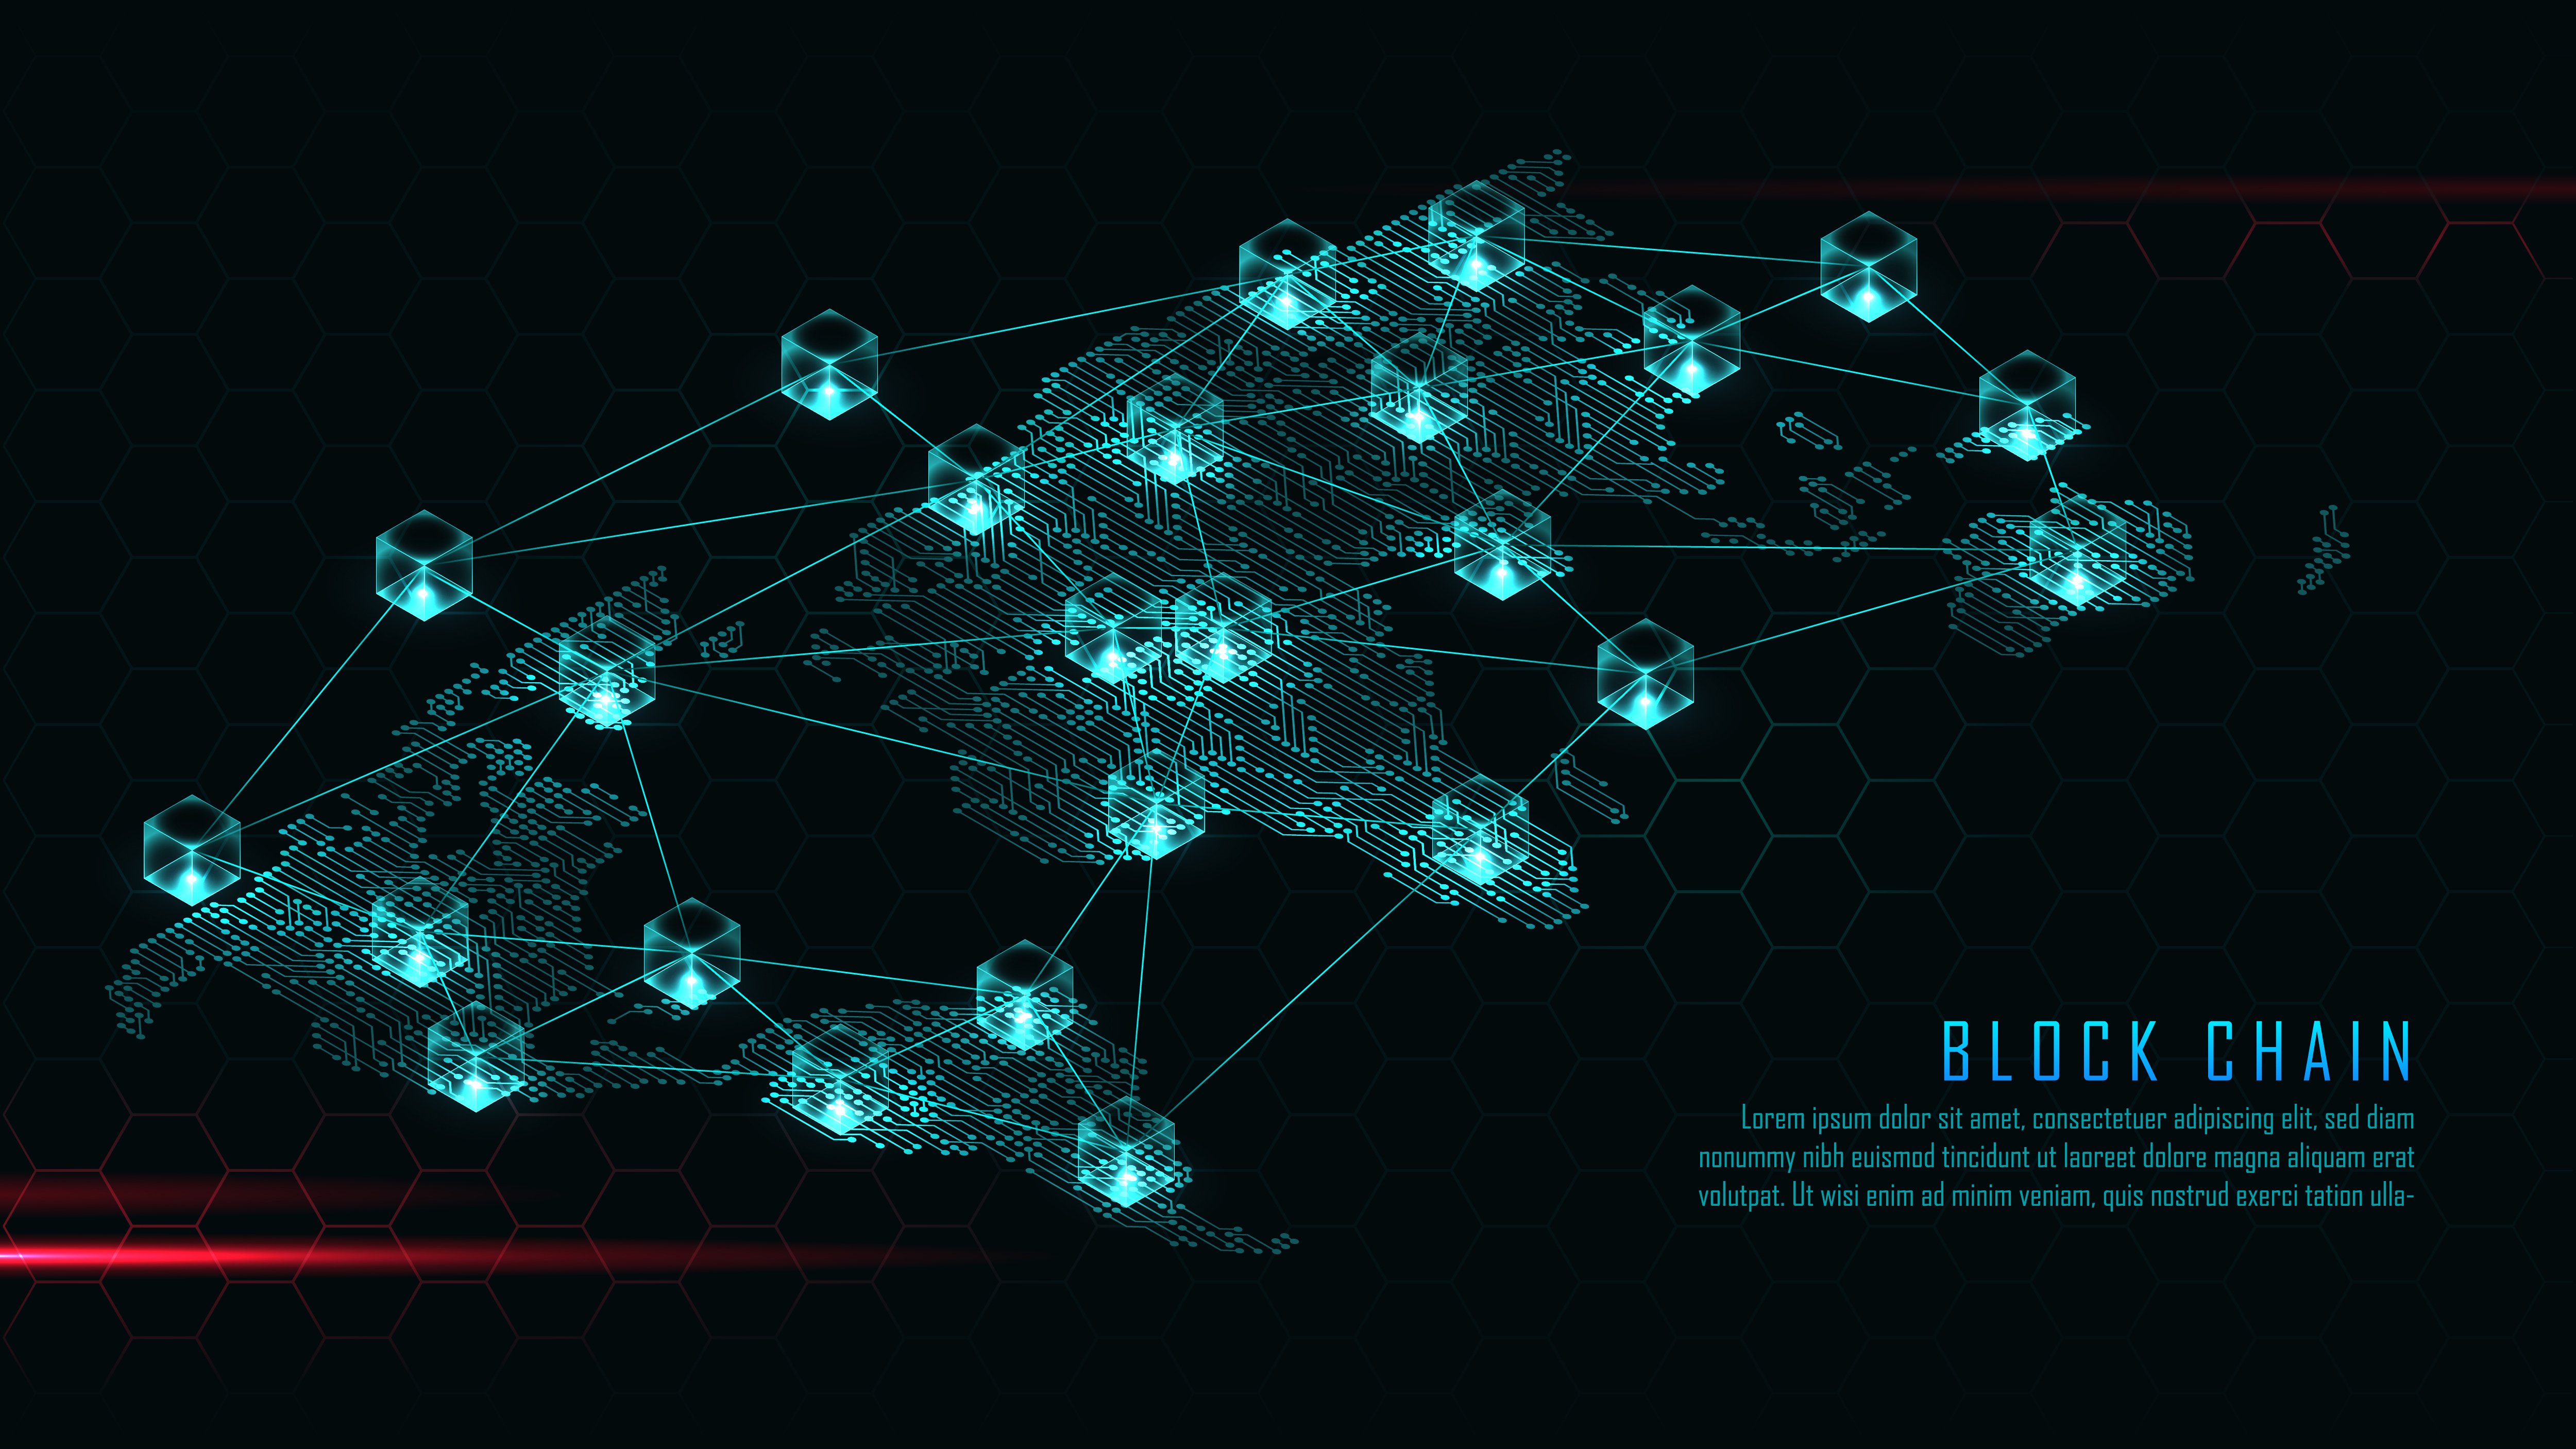 BLOCK CHAIN
Lorem ipsum dolor sit amet, consectetuer adipiscing elit, sed diam
nonummy nibh euismod tincidunt ut laoreet dolore magna aliquam erat
volutpat. Ut wisi enim ad minim veniam, quis nostrud exerci tation ulla-